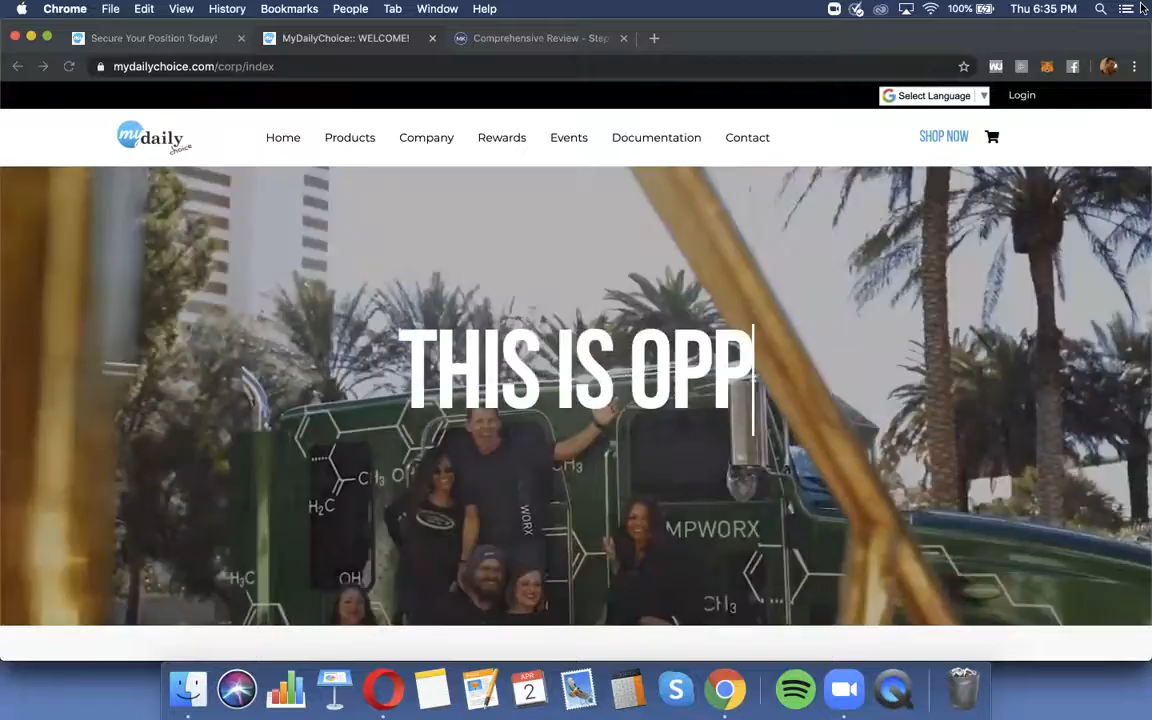 Chrome File Edit View History Bookmarks People Tab Window Help 100% Thu 6:35 PM
Secure Your Position Today! MyDailyChoice:: WELCOME! MK Comprehensive Review - Step
mydailychoice.com/corp/index
G Select Language ▼ Login
my daily choice Home Products Company Rewards Events Documentation Contact SHOP NOW
THIS IS OPP
CH3
H2C
WORX
MPWORX
H3C
OH
CH3
APR
2